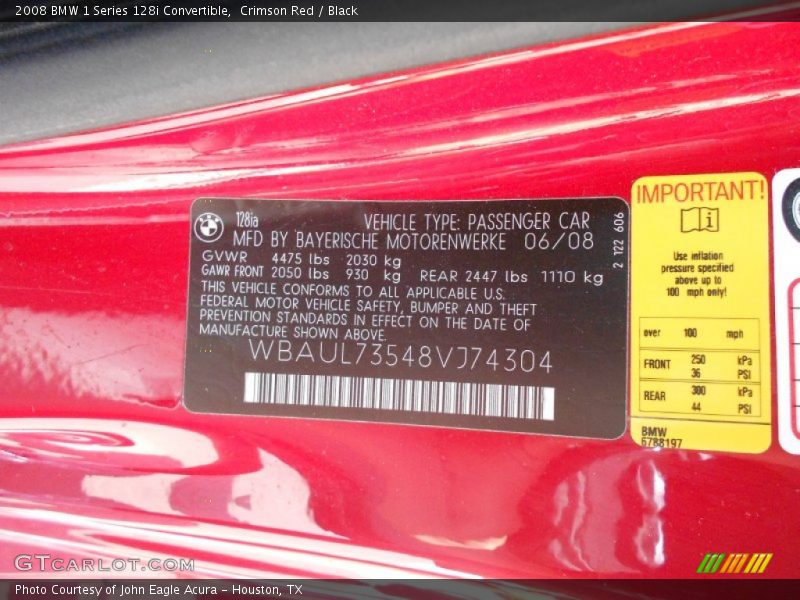 2008 BMW 1 Series 128i Convertible,  Crimson Red / Black
128ia
VEHICLE TYPE: PASSENGER CAR
MFD BY BAYERISCHE MOTORENWERKE 06/08
GVWR 4475 lbs 2030 kg
GAWR FRONT 2050 lbs 930 kg REAR 2447 lbs 1110 kg
THIS VEHICLE CONFORMS TO ALL APPLICABLE U.S.
FEDERAL MOTOR VEHICLE SAFETY, BUMPER AND THEFT
PREVENTION STANDARDS IN EFFECT ON THE DATE OF
MANUFACTURE SHOWN ABOVE.
WBAUL73548VJ74304
2 122 606
IMPORTANT!
Use inflation
pressure specified
above up to
100 mph only!
over 100 mph
FRONT 250 kPa
36 PSI
REAR 300 kPa
44 PSI
BMW
6788197
GTCARLOT.COM
Photo Courtesy of John Eagle Acura - Houston, TX